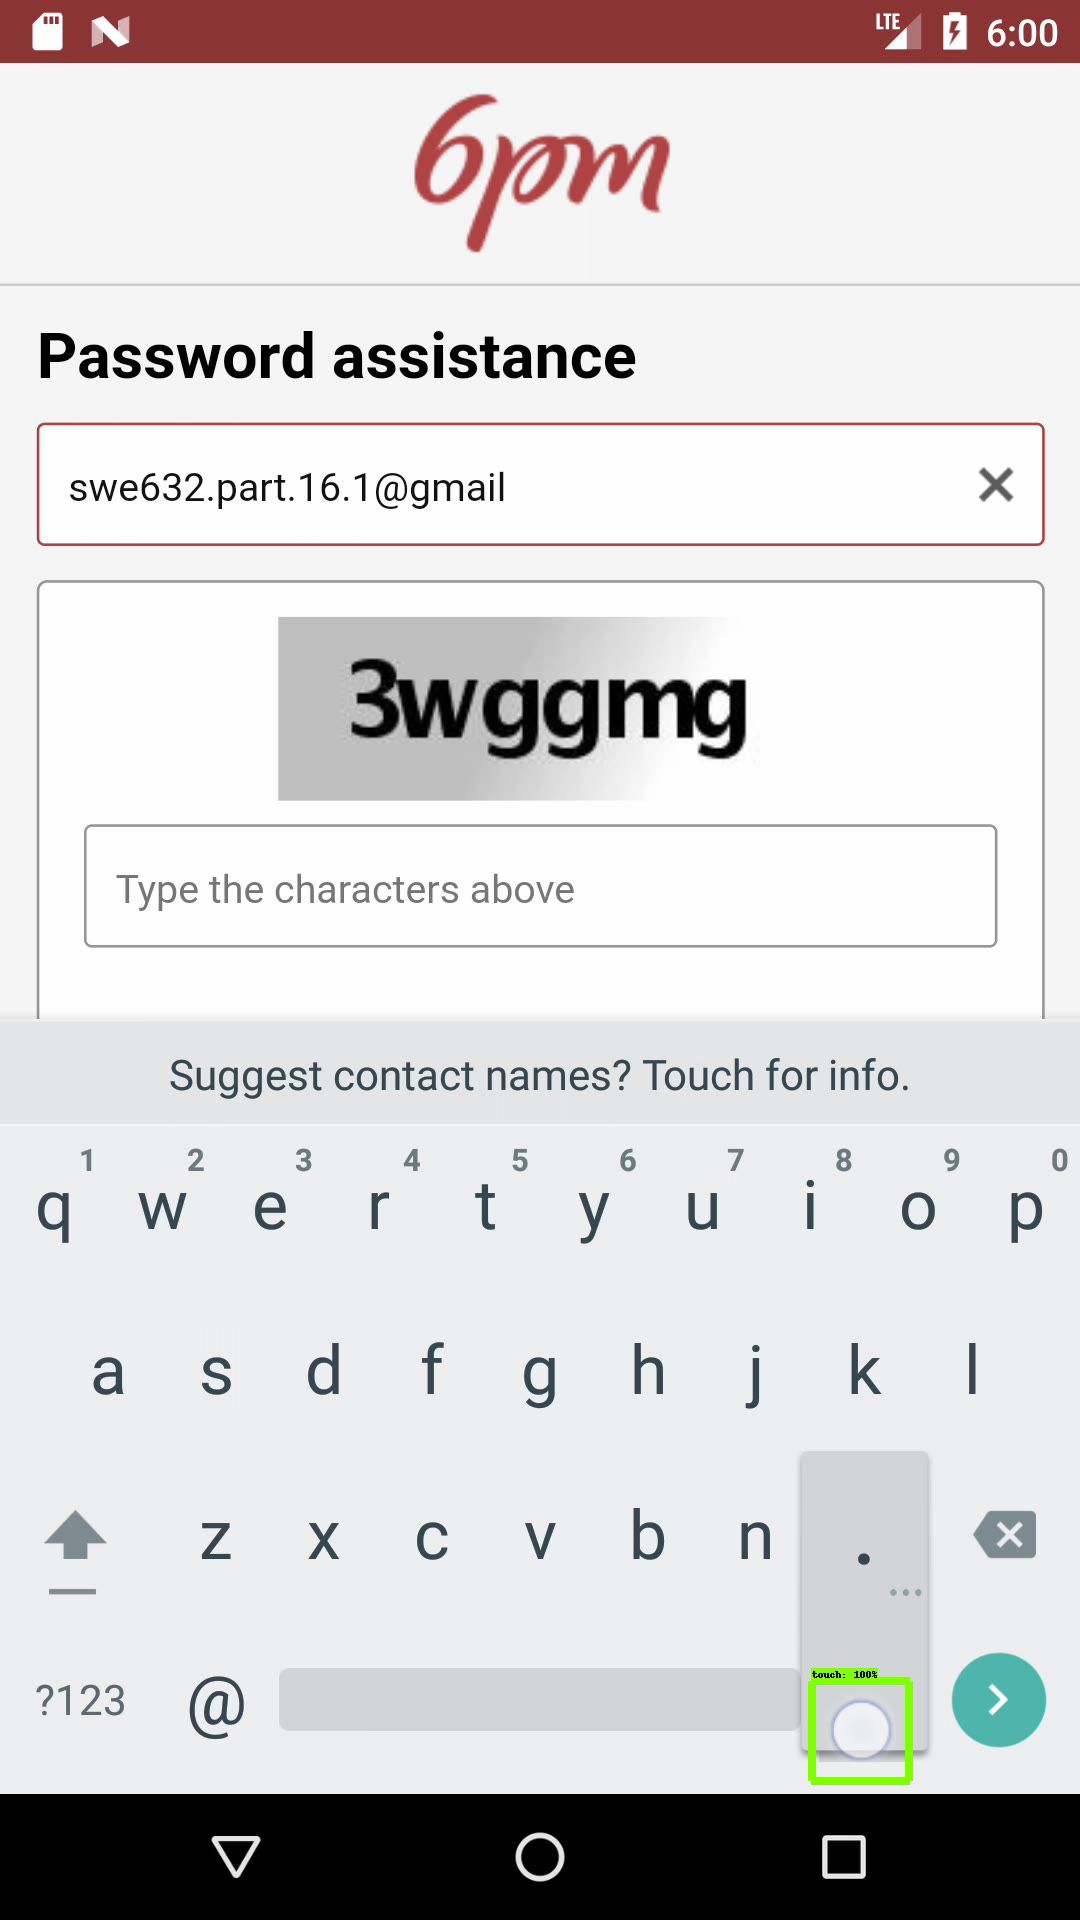 LTE 6:00
6pm
Password assistance
swe632.part.16.1@gmail
3wggmg
Type the characters above
Suggest contact names? Touch for info.
1 2 3 4 5 6 7 8 9 0
q w e r t y u i o p
a s d f g h j k l
z x c v b n .
...
touch: 100%
?123 @